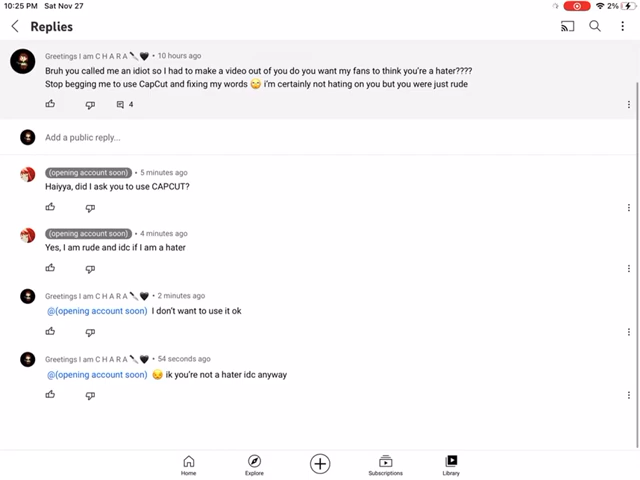 10:25 PM Sat Nov 27 2%
Replies
Greetings I am C H A R A🔪🖤 • 10 hours ago
Bruh you called me an idiot so I had to make a video out of you do you want my fans to think you're a hater????
Stop begging me to use CapCut and fixing my words 😒 i'm certainly not hating on you but you were just rude
4
Add a public reply...
(opening account soon) • 5 minutes ago
Haiyya, did I ask you to use CAPCUT?
(opening account soon) • 4 minutes ago
Yes, I am rude and idc if I am a hater
Greetings I am C H A R A🔪🖤 • 2 minutes ago
@(opening account soon) I don't want to use it ok
Greetings I am C H A R A🔪🖤 • 54 seconds ago
@(opening account soon) 😣 ik you're not a hater idc anyway
Home Explore Subscriptions Library